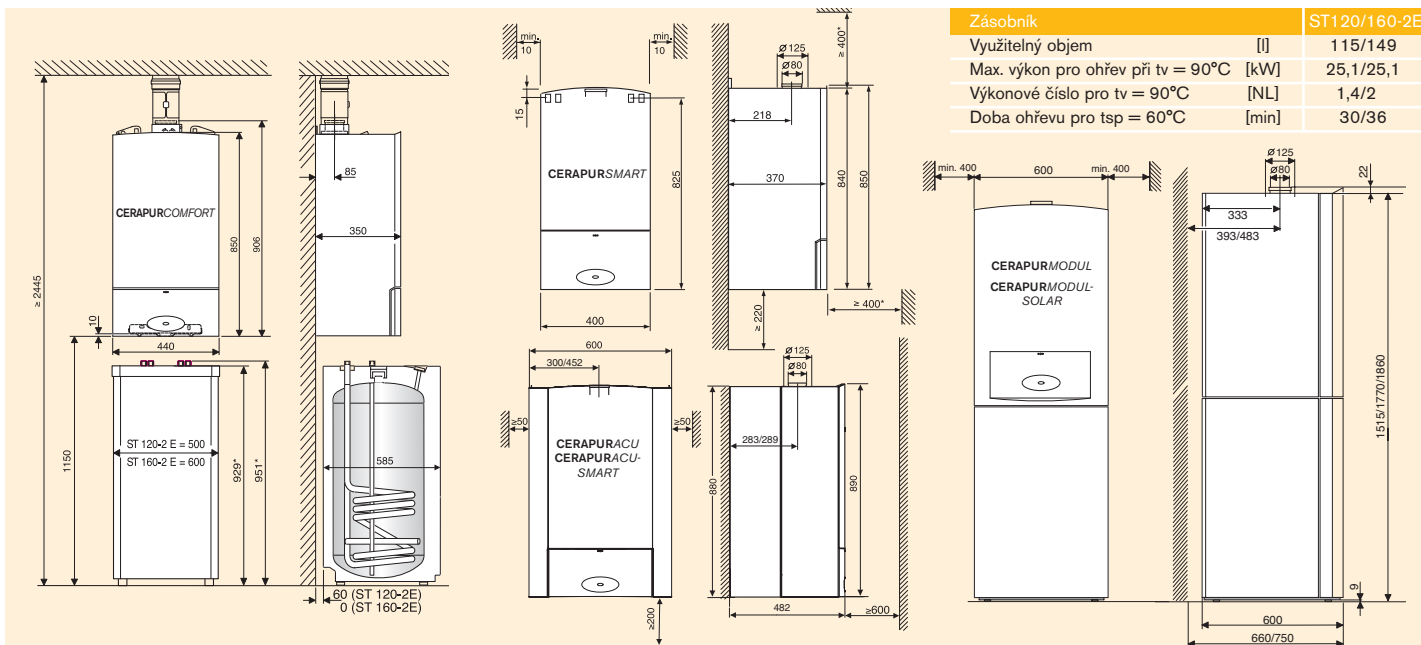 Zásobník ST120/160-2E
Využitelný objem [l] 115/149
Max. výkon pro ohřev při tv = 90°C [kW] 25,1/25,1
Výkonové číslo pro tv = 90°C [NL] 1,4/2
Doba ohřevu pro tsp = 60°C [min] 30/36
≥ 2445
85
CERAPURCOMFORT
350
850
906
10
440
1150
ST 120-2 E = 500
ST 160-2 E = 600
929*
951*
585
60 (ST 120-2E)
0 (ST 160-2E)
min.
10
min.
10
15
CERAPURSMART
825
400
≥ 400*
Ø125
Ø80
218
370
840
850
≥ 220
≥ 400*
600
300/452
≥50
≥50
CERAPURACU
CERAPURACU-
SMART
≥200
Ø125
Ø80
283/289
880
890
482
≥600
min. 400
600
min. 400
CERAPURMODUL
CERAPURMODUL-
SOLAR
Ø125
Ø80
22
333
393/483
1515/1770/1860
9
600
660/750